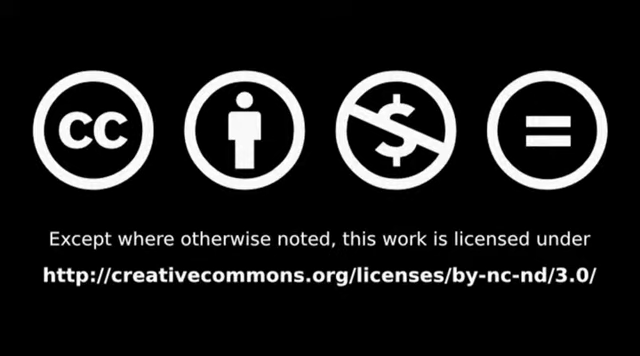 cc
Except where otherwise noted, this work is licensed under
http://creativecommons.org/licenses/by-nc-nd/3.0/